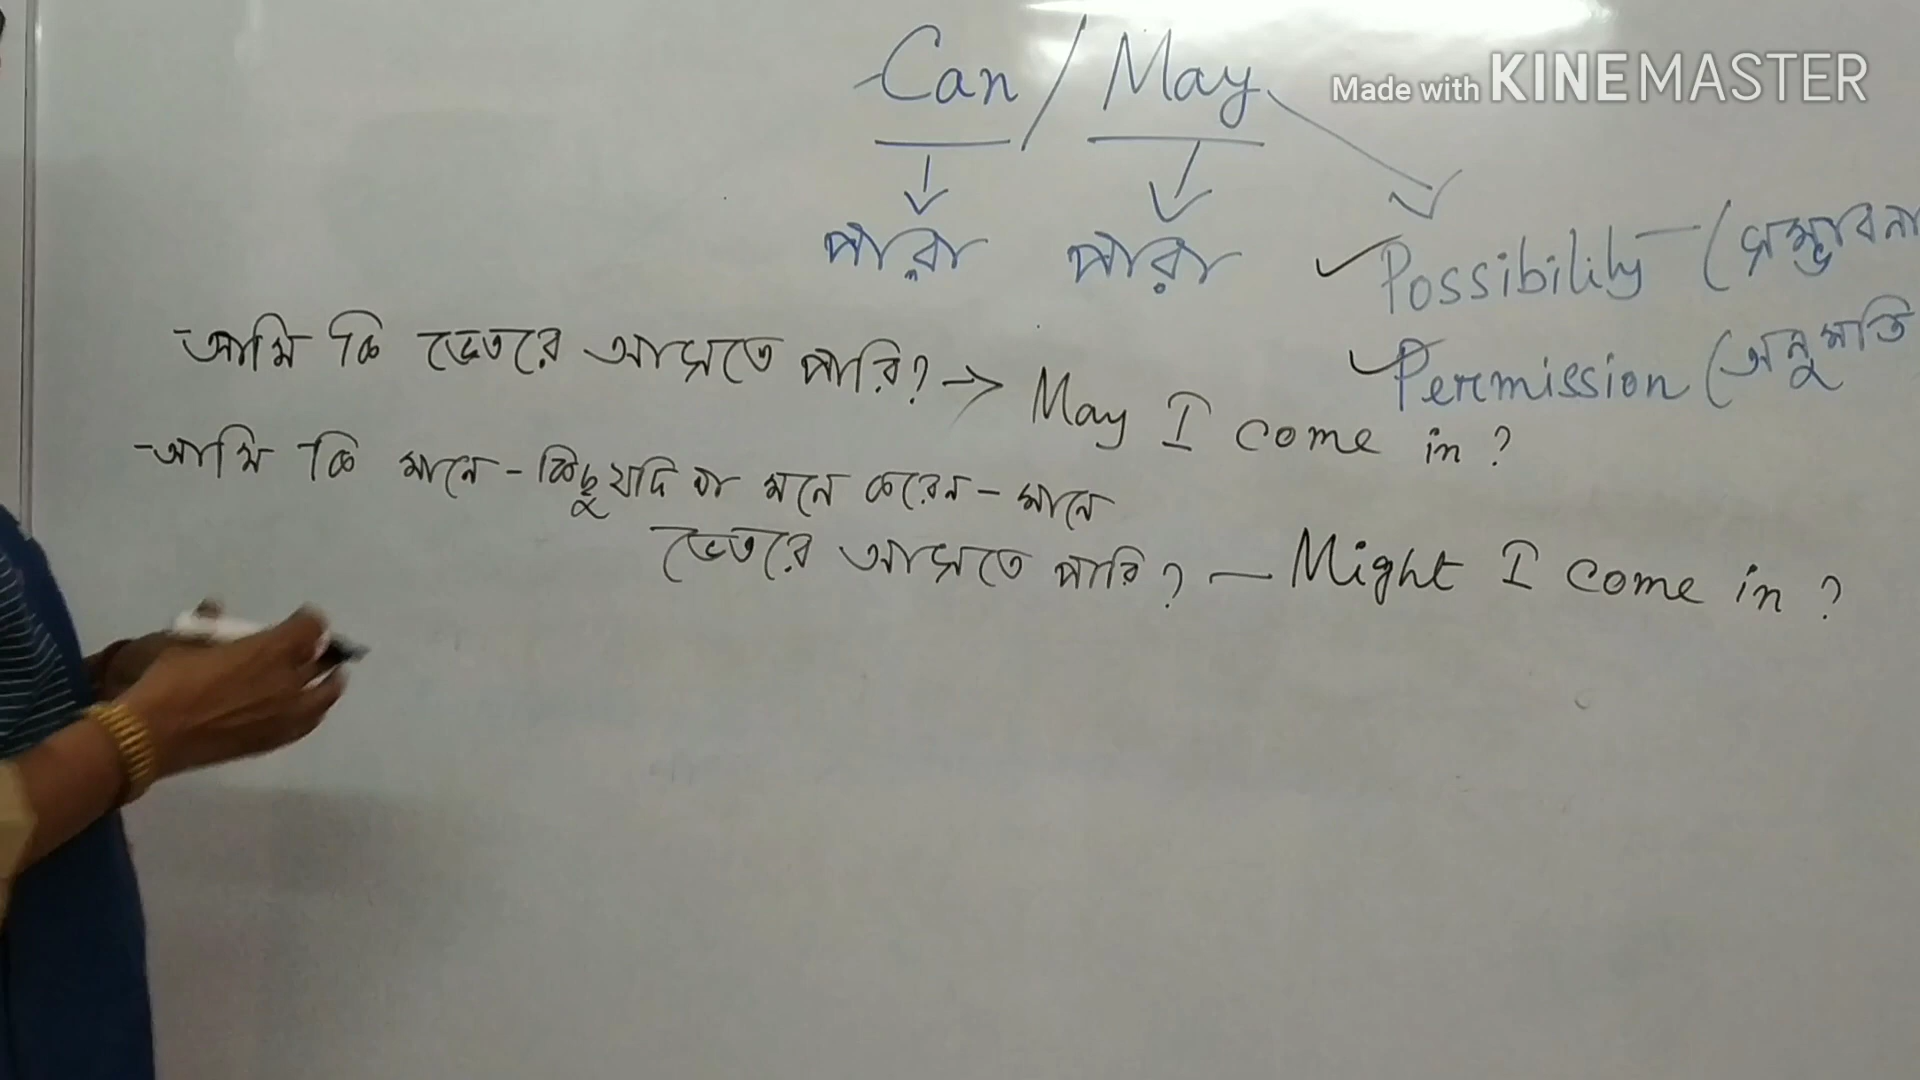 Can / May
Made with KINEMASTER
পারা পারা
Possibility - (সম্ভাবনা
Permission (অনুমতি
- আমি কি ভেতরে আসতে পারি? → May I come in ?
- আমি কি মানে - কিছু যদি না মনে করেন - মানে
ভেতরে আসতে পারি ? — Might I come in ?